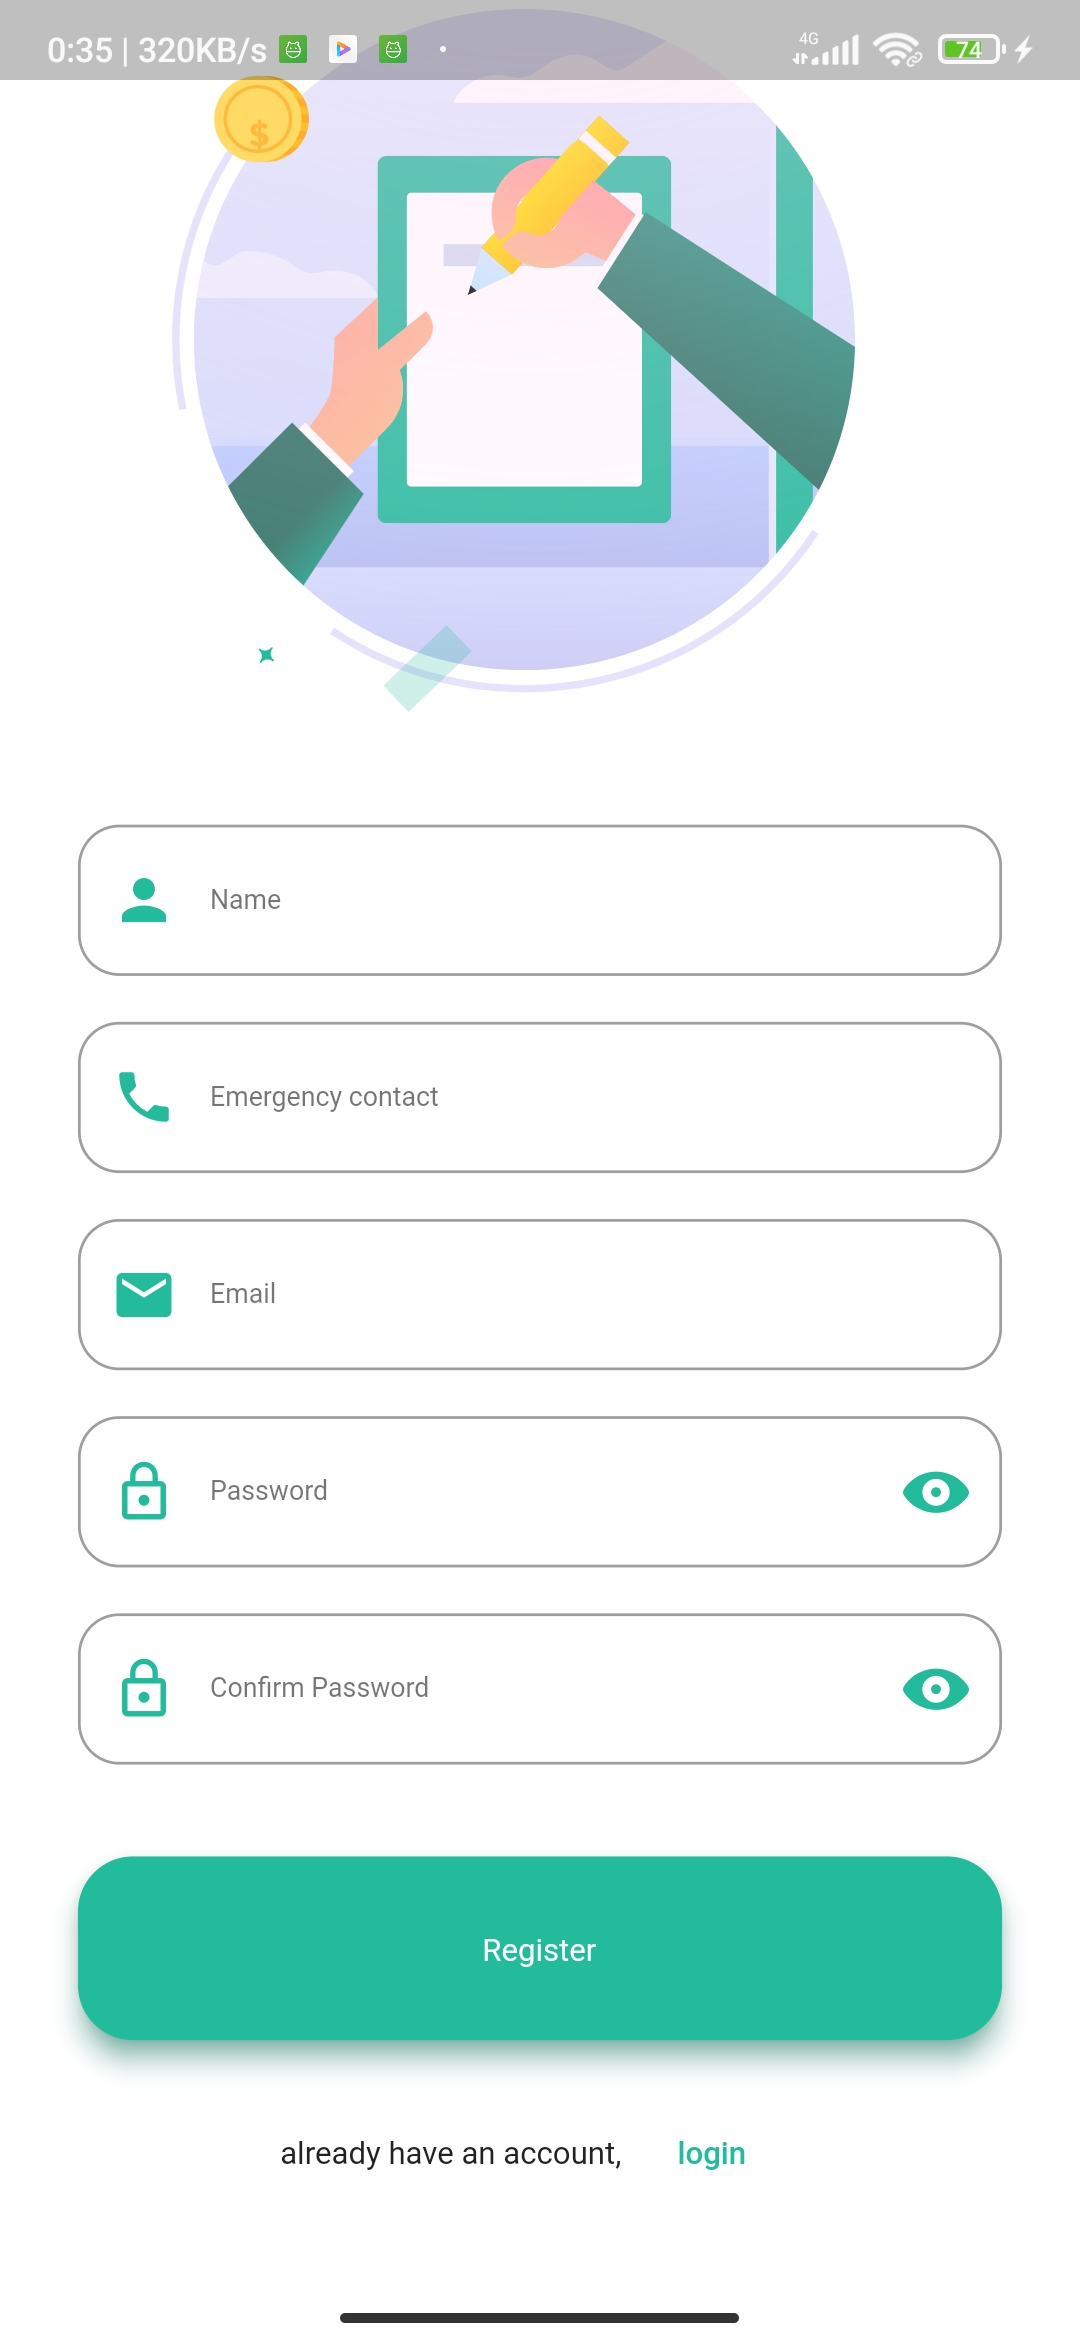 0:35 | 320KB/s
4G
74
$
Name
Emergency contact
Email
Password
Confirm Password
Register
already have an account, login